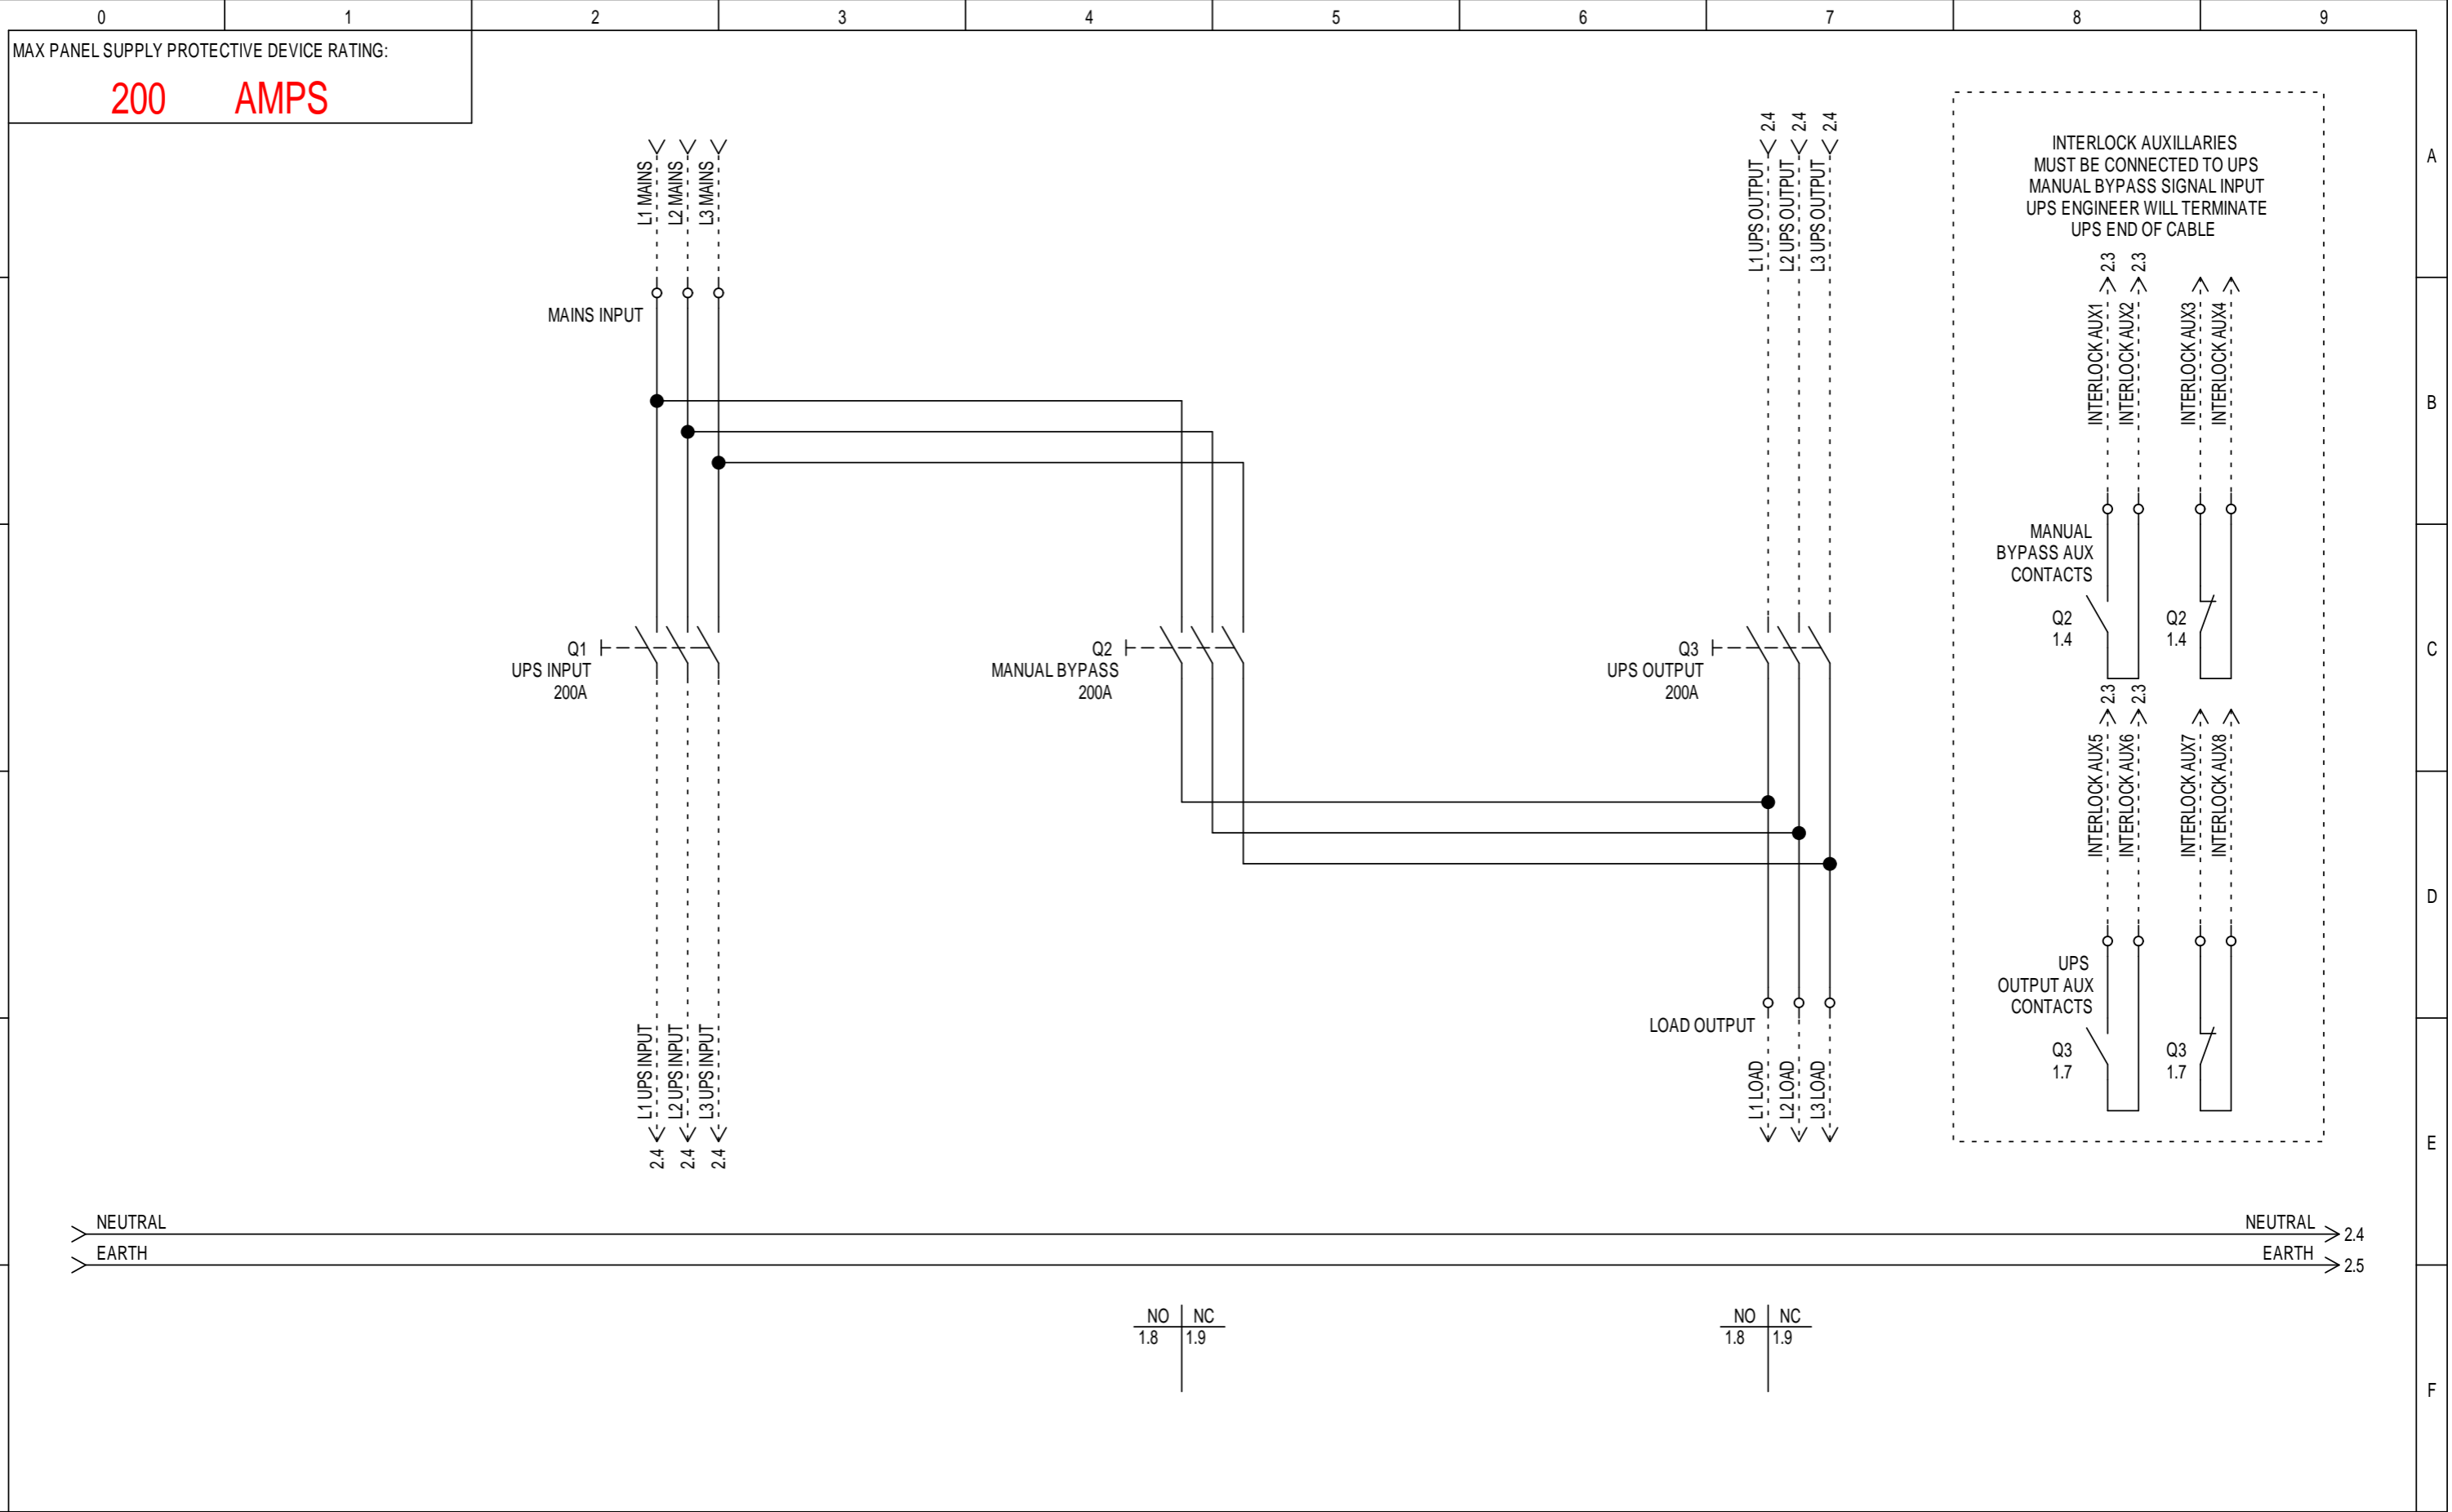 0 1 2 3 4 5 6 7 8 9
MAX PANEL SUPPLY PROTECTIVE DEVICE RATING:
200 AMPS
L1 MAINS
L2 MAINS
L3 MAINS
MAINS INPUT
2.4
2.4
2.4
L1 UPS OUTPUT
L2 UPS OUTPUT
L3 UPS OUTPUT
INTERLOCK AUXILLARIES
MUST BE CONNECTED TO UPS
MANUAL BYPASS SIGNAL INPUT
UPS ENGINEER WILL TERMINATE
UPS END OF CABLE
A
2.3
2.3
INTERLOCK AUX1
INTERLOCK AUX2
INTERLOCK AUX3
INTERLOCK AUX4
B
MANUAL
BYPASS AUX
CONTACTS
Q2
1.4
Q2
1.4
Q1
UPS INPUT
200A
Q2
MANUAL BYPASS
200A
Q3
UPS OUTPUT
200A
C
2.3
2.3
INTERLOCK AUX5
INTERLOCK AUX6
INTERLOCK AUX7
INTERLOCK AUX8
D
UPS
OUTPUT AUX
CONTACTS
Q3
1.7
Q3
1.7
L1 UPS INPUT
L2 UPS INPUT
L3 UPS INPUT
2.4
2.4
2.4
LOAD OUTPUT
L1 LOAD
L2 LOAD
L3 LOAD
E
NEUTRAL NEUTRAL 2.4
EARTH EARTH 2.5
NO NC
1.8 1.9
NO NC
1.8 1.9
F